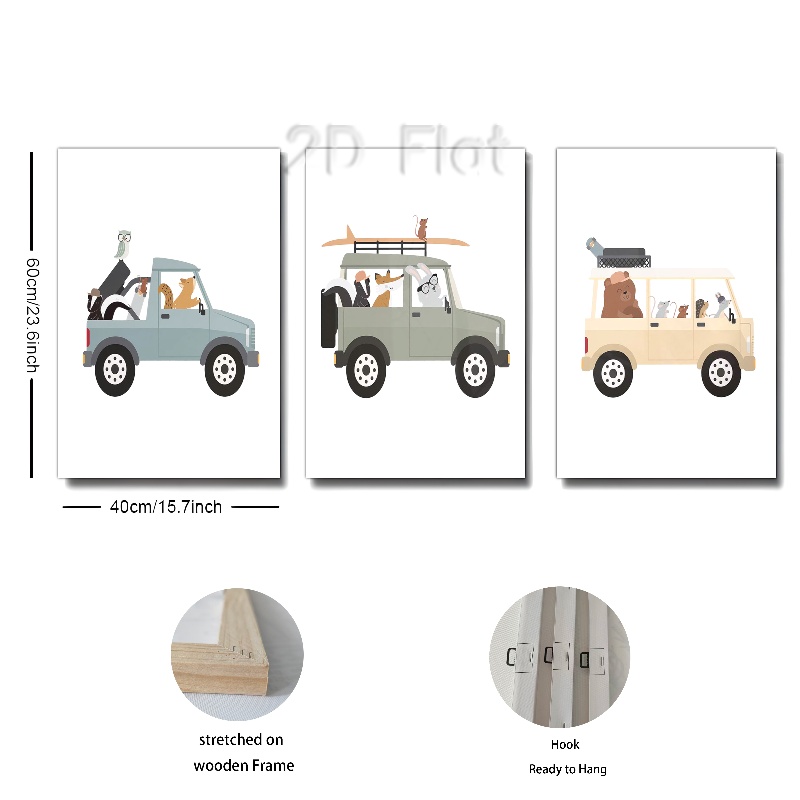 2D Flat
60cm/23.6inch
40cm/15.7inch
stretched on
wooden Frame
Hook
Ready to Hang